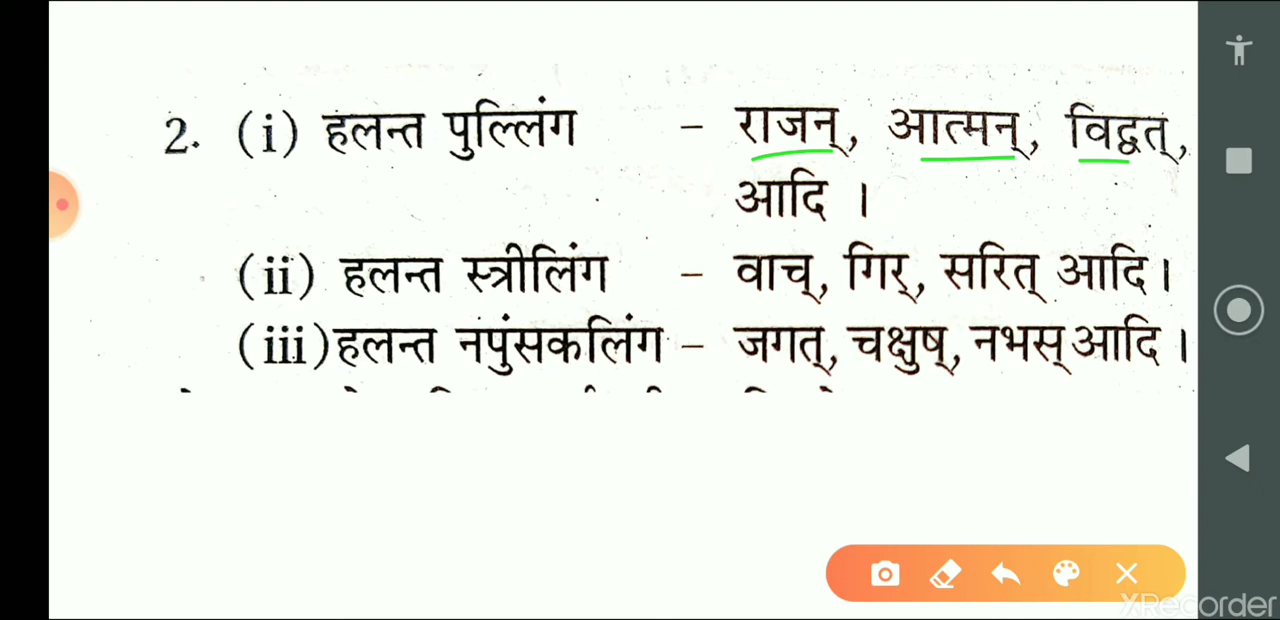 2. (i) हलन्त पुल्लिंग – राजन्, आत्मन्, विद्वत्,
आदि ।
(ii) हलन्त स्त्रीलिंग – वाच्, गिर्, सरित् आदि।
(iii) हलन्त नपुंसकलिंग – जगत्, चक्षुष्, नभस् आदि ।
XRecorder